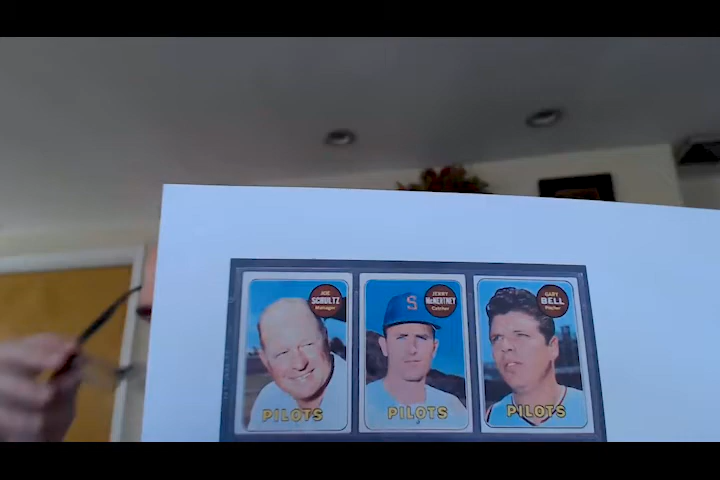 JOE
SCHULTZ
Manager
PILOTS
JERRY
McNERTNEY
Catcher
S
PILOTS
GARY
BELL
Pitcher
PILOTS